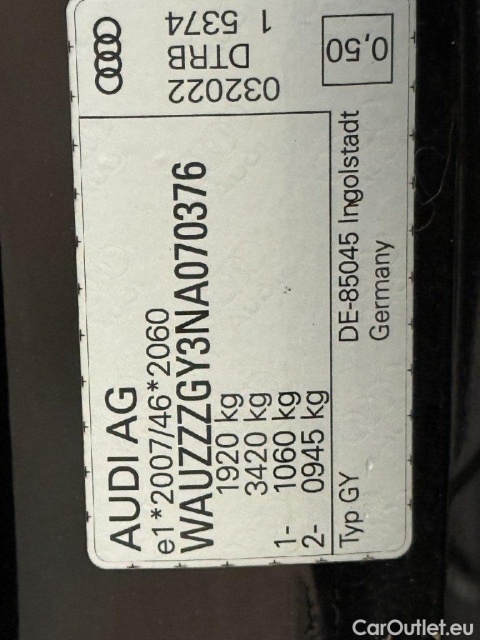 AUDI AG
e1*2007/46*2060
WAUZZZGY3NA070376
1920 kg
3420 kg
1- 1060 kg
2- 0945 kg
Typ GY
DE-85045 Ingolstadt
Germany
1 5374
DTRB
032022
0,50
CarOutlet.eu